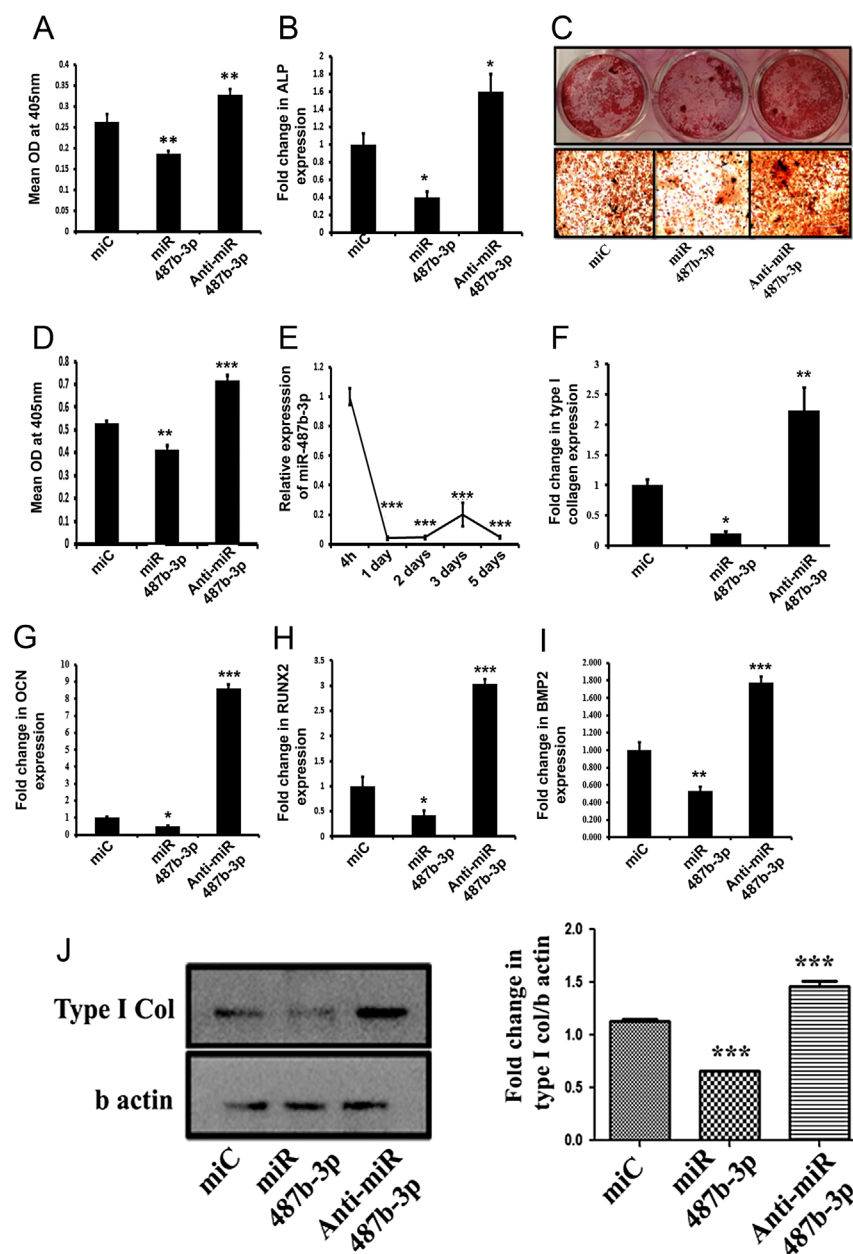 A
Mean OD at 405nm
0.4
0.35
0.3
0.25
0.2
0.15
0.1
0.05
0
**
**
miC
miR
487b-3p
Anti-miR
487b-3p
B
Fold change in ALP
expression
2
1.8
1.6
1.4
1.2
1
0.8
0.6
0.4
0.2
0
*
*
miC
miR
487b-3p
Anti-miR
487b-3p
C
miC
miR
487b-3p
Anti-miR
487b-3p
D
Mean OD at 405nm
0.8
0.7
0.6
0.5
0.4
0.3
0.2
0.1
0
**
***
miC
miR
487b-3p
Anti-miR
487b-3p
E
Relative expresssion
of miR-487b-3p
1.2
1
0.8
0.6
0.4
0.2
0
***
***
***
***
4h
1 day
2 days
3 days
5 days
F
Fold change in type I
collagen expression
3
2.5
2
1.5
1
0.5
0
*
**
miC
miR
487b-3p
Anti-miR
487b-3p
G
Fold change in OCN
expression
10
9
8
7
6
5
4
3
2
1
0
*
***
miC
miR
487b-3p
Anti-miR
487b-3p
H
Fold change in RUNX2
expression
3.5
3
2.5
2
1.5
1
0.5
0
*
***
miC
miR
487b-3p
Anti-miR
487b-3p
I
Fold change in BMP2
expression
2.000
1.800
1.600
1.400
1.200
1.000
0.800
0.600
0.400
0.200
0.000
**
***
miC
miR
487b-3p
Anti-miR
487b-3p
J
Type I Col
b actin
miC
miR
487b-3p
Anti-miR
487b-3p
Fold change in
type I col/b actin
2.0
1.5
1.0
0.5
0.0
***
***
miC
miR
487b-3p
Anti-miR
487b-3p